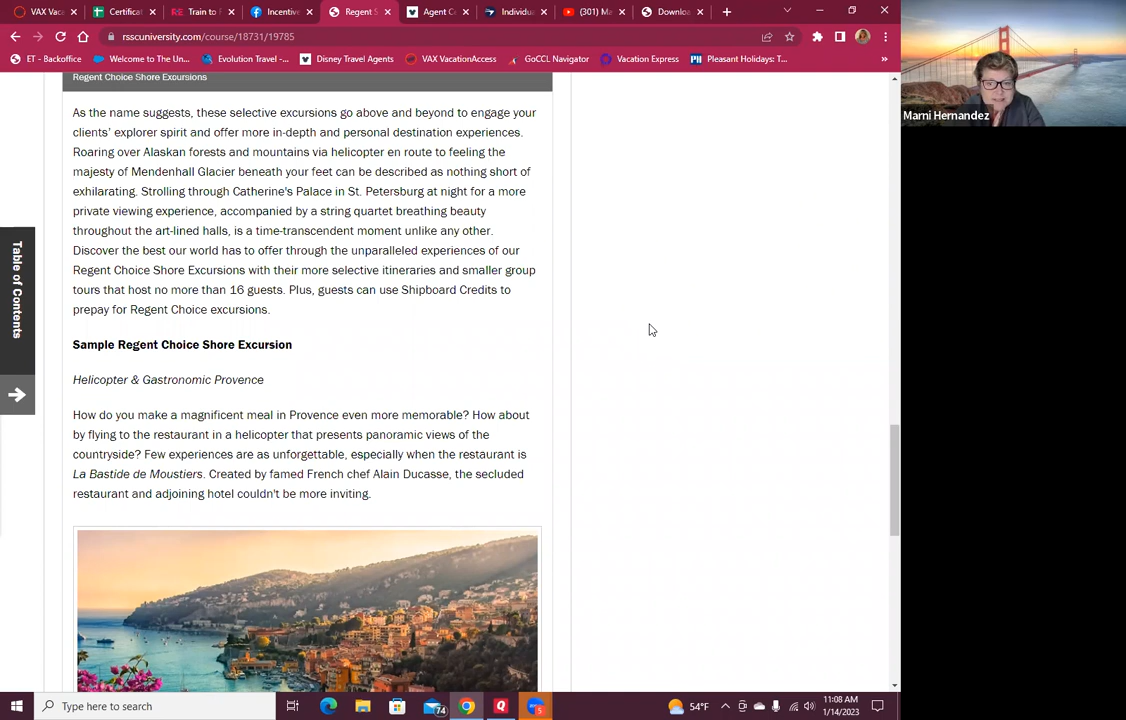 VAX Vac
Certificat
Train to F
Incentive
Regent S
Agent Ce
Individua
(301) Ma
Downloa
rsscuniversity.com/course/18731/19785
ET - Backoffice
Welcome to The Un...
Evolution Travel -...
Disney Travel Agents
VAX VacationAccess
GoCCL Navigator
Vacation Express
Pleasant Holidays: T...
»
Marni Hernandez
Regent Choice Shore Excursions
As the name suggests, these selective excursions go above and beyond to engage your
clients' explorer spirit and offer more in-depth and personal destination experiences.
Roaring over Alaskan forests and mountains via helicopter en route to feeling the
majesty of Mendenhall Glacier beneath your feet can be described as nothing short of
exhilarating. Strolling through Catherine's Palace in St. Petersburg at night for a more
private viewing experience, accompanied by a string quartet breathing beauty
throughout the art-lined halls, is a time-transcendent moment unlike any other.
Discover the best our world has to offer through the unparalleled experiences of our
Regent Choice Shore Excursions with their more selective itineraries and smaller group
tours that host no more than 16 guests. Plus, guests can use Shipboard Credits to
prepay for Regent Choice excursions.
Table of Contents
Sample Regent Choice Shore Excursion
Helicopter & Gastronomic Provence
How do you make a magnificent meal in Provence even more memorable? How about
by flying to the restaurant in a helicopter that presents panoramic views of the
countryside? Few experiences are as unforgettable, especially when the restaurant is
La Bastide de Moustiers. Created by famed French chef Alain Ducasse, the secluded
restaurant and adjoining hotel couldn't be more inviting.
Type here to search
74
5
54°F
11:08 AM
1/14/2023